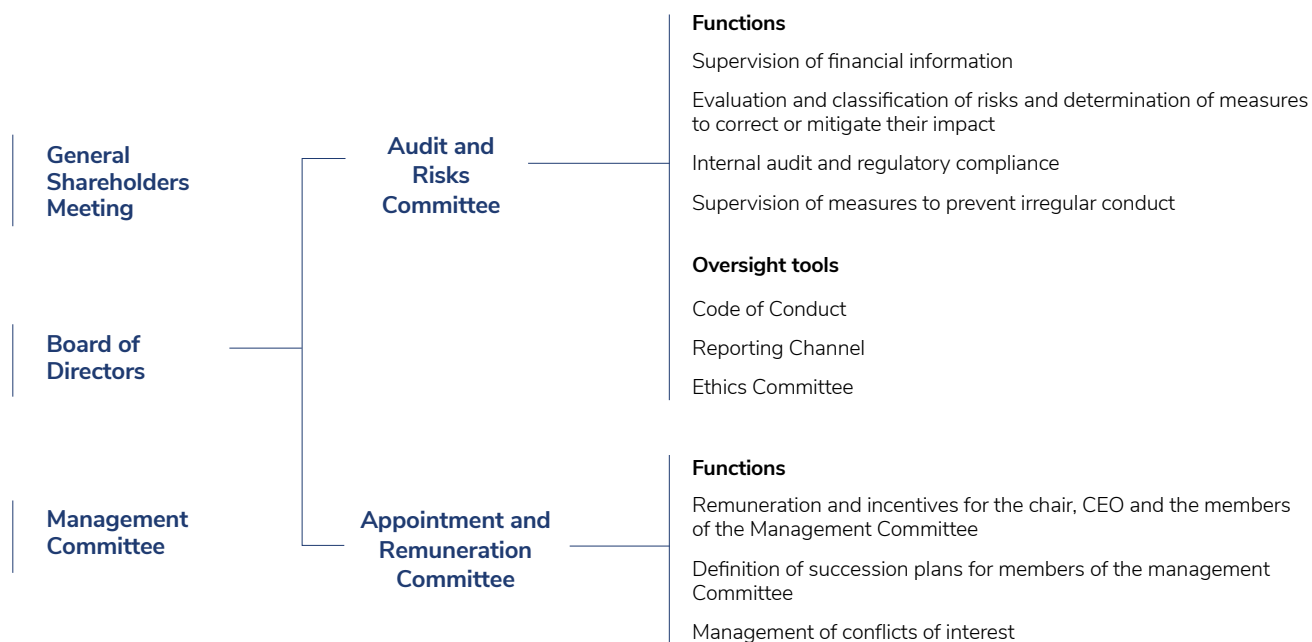 General
Shareholders
Meeting
Board of
Directors
Management
Committee
Audit and
Risks
Committee
Functions
Supervision of financial information
Evaluation and classification of risks and determination of measures
to correct or mitigate their impact
Internal audit and regulatory compliance
Supervision of measures to prevent irregular conduct
Oversight tools
Code of Conduct
Reporting Channel
Ethics Committee
Appointment and
Remuneration
Committee
Functions
Remuneration and incentives for the chair, CEO and the members
of the Management Committee
Definition of succession plans for members of the management
Committee
Management of conflicts of interest